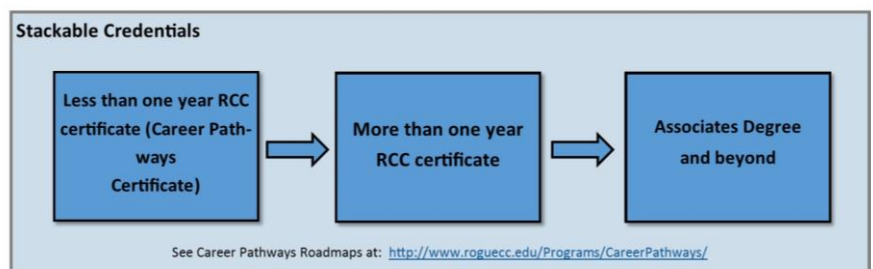 Stackable Credentials
Less than one year RCC
certificate (Career Path-
ways
Certificate)
More than one year
RCC certificate
Associates Degree
and beyond
See Career Pathways Roadmaps at: http://www.roguecc.edu/Programs/CareerPathways/